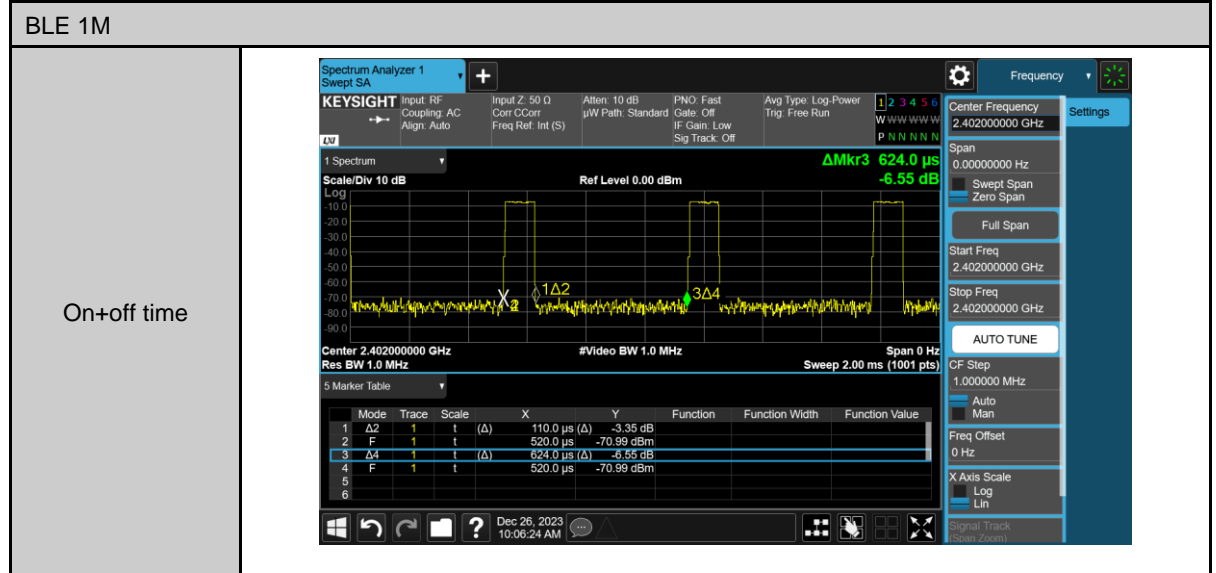 BLE 1M
On+off time
Spectrum Analyzer 1
Swept SA
+
Frequency
KEYSIGHT
Input: RF
Coupling: AC
Align: Auto
Input Z: 50 Ω
Corr CCorr
Freq Ref: Int (S)
Atten: 10 dB
µW Path: Standard
PNO: Fast
Gate: Off
IF Gain: Low
Sig Track: Off
Avg Type: Log-Power
Trig: Free Run
1 2 3 4 5 6
W W W W W W
P N N N N N
LXI
1 Spectrum
ΔMkr3 624.0 µs
-6.55 dB
Scale/Div 10 dB
Ref Level 0.00 dBm
Log
-10.0
-20.0
-30.0
-40.0
-50.0
-60.0
-70.0
-80.0
-90.0
X2
1Δ2
3Δ4
Center 2.402000000 GHz
#Video BW 1.0 MHz
Span 0 Hz
Res BW 1.0 MHz
Sweep 2.00 ms (1001 pts)
5 Marker Table
Mode Trace Scale X Y Function Function Width Function Value
1 Δ2 1 t (Δ) 110.0 µs (Δ) -3.35 dB
2 F 1 t 520.0 µs -70.99 dBm
3 Δ4 1 t (Δ) 624.0 µs (Δ) -6.55 dB
4 F 1 t 520.0 µs -70.99 dBm
5
6
? Dec 26, 2023
10:06:24 AM
Center Frequency
2.402000000 GHz
Settings
Span
0.00000000 Hz
Swept Span
Zero Span
Full Span
Start Freq
2.402000000 GHz
Stop Freq
2.402000000 GHz
AUTO TUNE
CF Step
1.000000 MHz
Auto
Man
Freq Offset
0 Hz
X Axis Scale
Log
Lin
Signal Track
(Span Zoom)